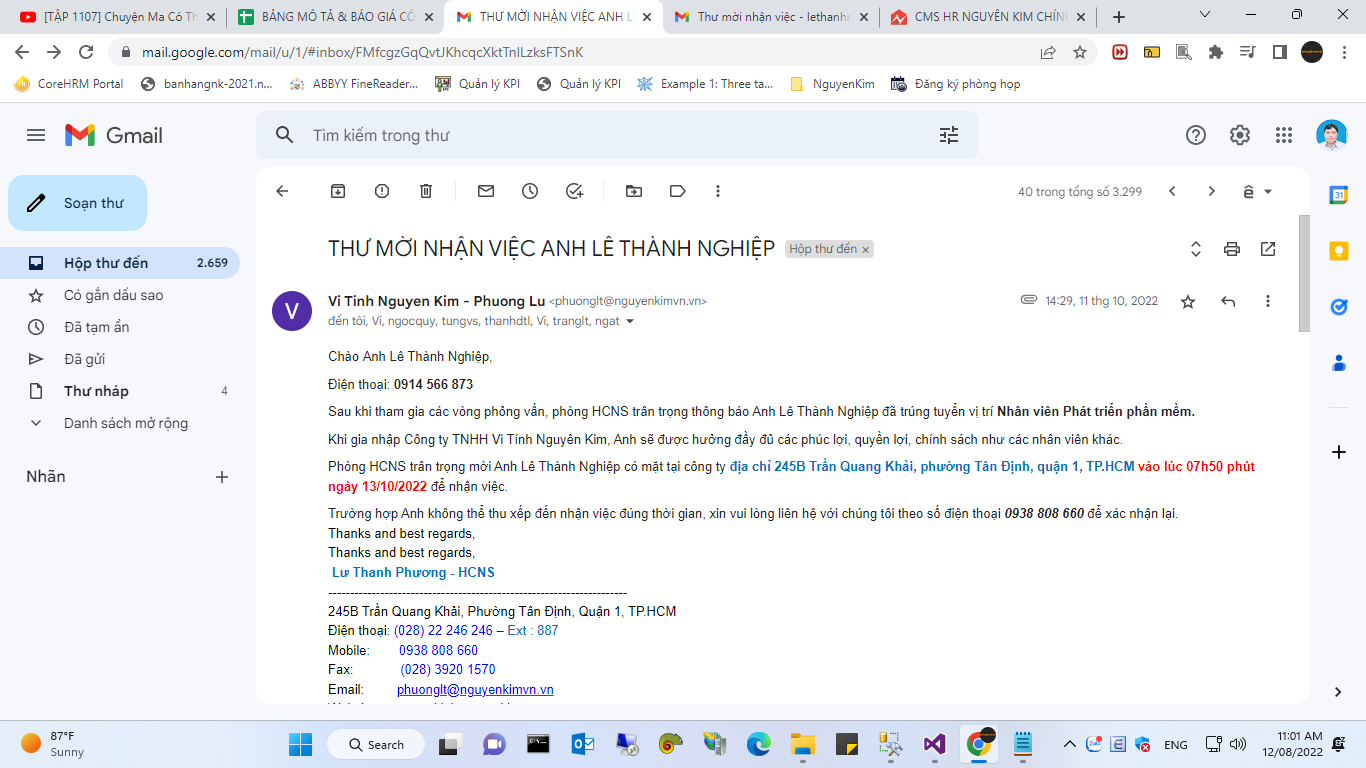 [TẬP 1107] Chuyện Ma Có Th
BẢNG MÔ TẢ & BÁO GIÁ CÔ
THƯ MỜI NHẬN VIỆC ANH L
Thư mời nhận việc - lethanhn
CMS HR NGUYÊN KIM CHÍNH
mail.google.com/mail/u/1/#inbox/FMfcgzGqQvtJKhcqcXktTnlLzksFTSnK
CoreHRM Portal
banhangnk-2021.n...
ABBYY FineReader...
Quản lý KPI
Quản lý KPI
Example 1: Three ta...
NguyenKim
Đăng ký phòng họp
Gmail
Tìm kiếm trong thư
Soạn thư
40 trong tổng số 3.299
Hộp thư đến 2.659
Có gắn dấu sao
Đã tạm ẩn
Đã gửi
Thư nháp 4
Danh sách mở rộng
Nhãn
THƯ MỜI NHẬN VIỆC ANH LÊ THÀNH NGHIỆP Hộp thư đến ×
V
Vi Tinh Nguyen Kim - Phuong Lu <phuonglt@nguyenkimvn.vn>
14:29, 11 thg 10, 2022
đến tôi, Vi, ngocquy, tungvs, thanhdtl, Vi, tranglt, ngat
Chào Anh Lê Thành Nghiệp,
Điện thoại: 0914 566 873
Sau khi tham gia các vòng phỏng vấn, phòng HCNS trân trọng thông báo Anh Lê Thành Nghiệp đã trúng tuyển vị trí Nhân viên Phát triển phần mềm.
Khi gia nhập Công ty TNHH Vi Tính Nguyên Kim, Anh sẽ được hưởng đầy đủ các phúc lợi, quyền lợi, chính sách như các nhân viên khác.
Phòng HCNS trân trọng mời Anh Lê Thành Nghiệp có mặt tại công ty địa chỉ 245B Trần Quang Khải, phường Tân Định, quận 1, TP.HCM vào lúc 07h50 phút
ngày 13/10/2022 để nhận việc.
Trường hợp Anh không thể thu xếp đến nhận việc đúng thời gian, xin vui lòng liên hệ với chúng tôi theo số điện thoại 0938 808 660 để xác nhận lại.
Thanks and best regards,
Thanks and best regards,
Lư Thanh Phương - HCNS
---------------------------------------------------------------------
245B Trần Quang Khải, Phường Tân Định, Quận 1, TP.HCM
Điện thoại: (028) 22 246 246 – Ext : 887
Mobile: 0938 808 660
Fax: (028) 3920 1570
Email: phuonglt@nguyenkimvn.vn
87°F
Sunny
Search
ENG
11:01 AM
12/08/2022